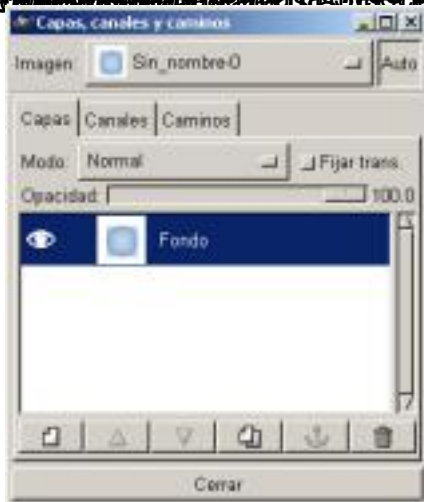 Capas, canales y caminos
Imagen: Sin_nombre-0 Auto
Capas Canales Caminos
Modo: Normal Fijar trans.
Opacidad: 100.0
Fondo
Cerrar